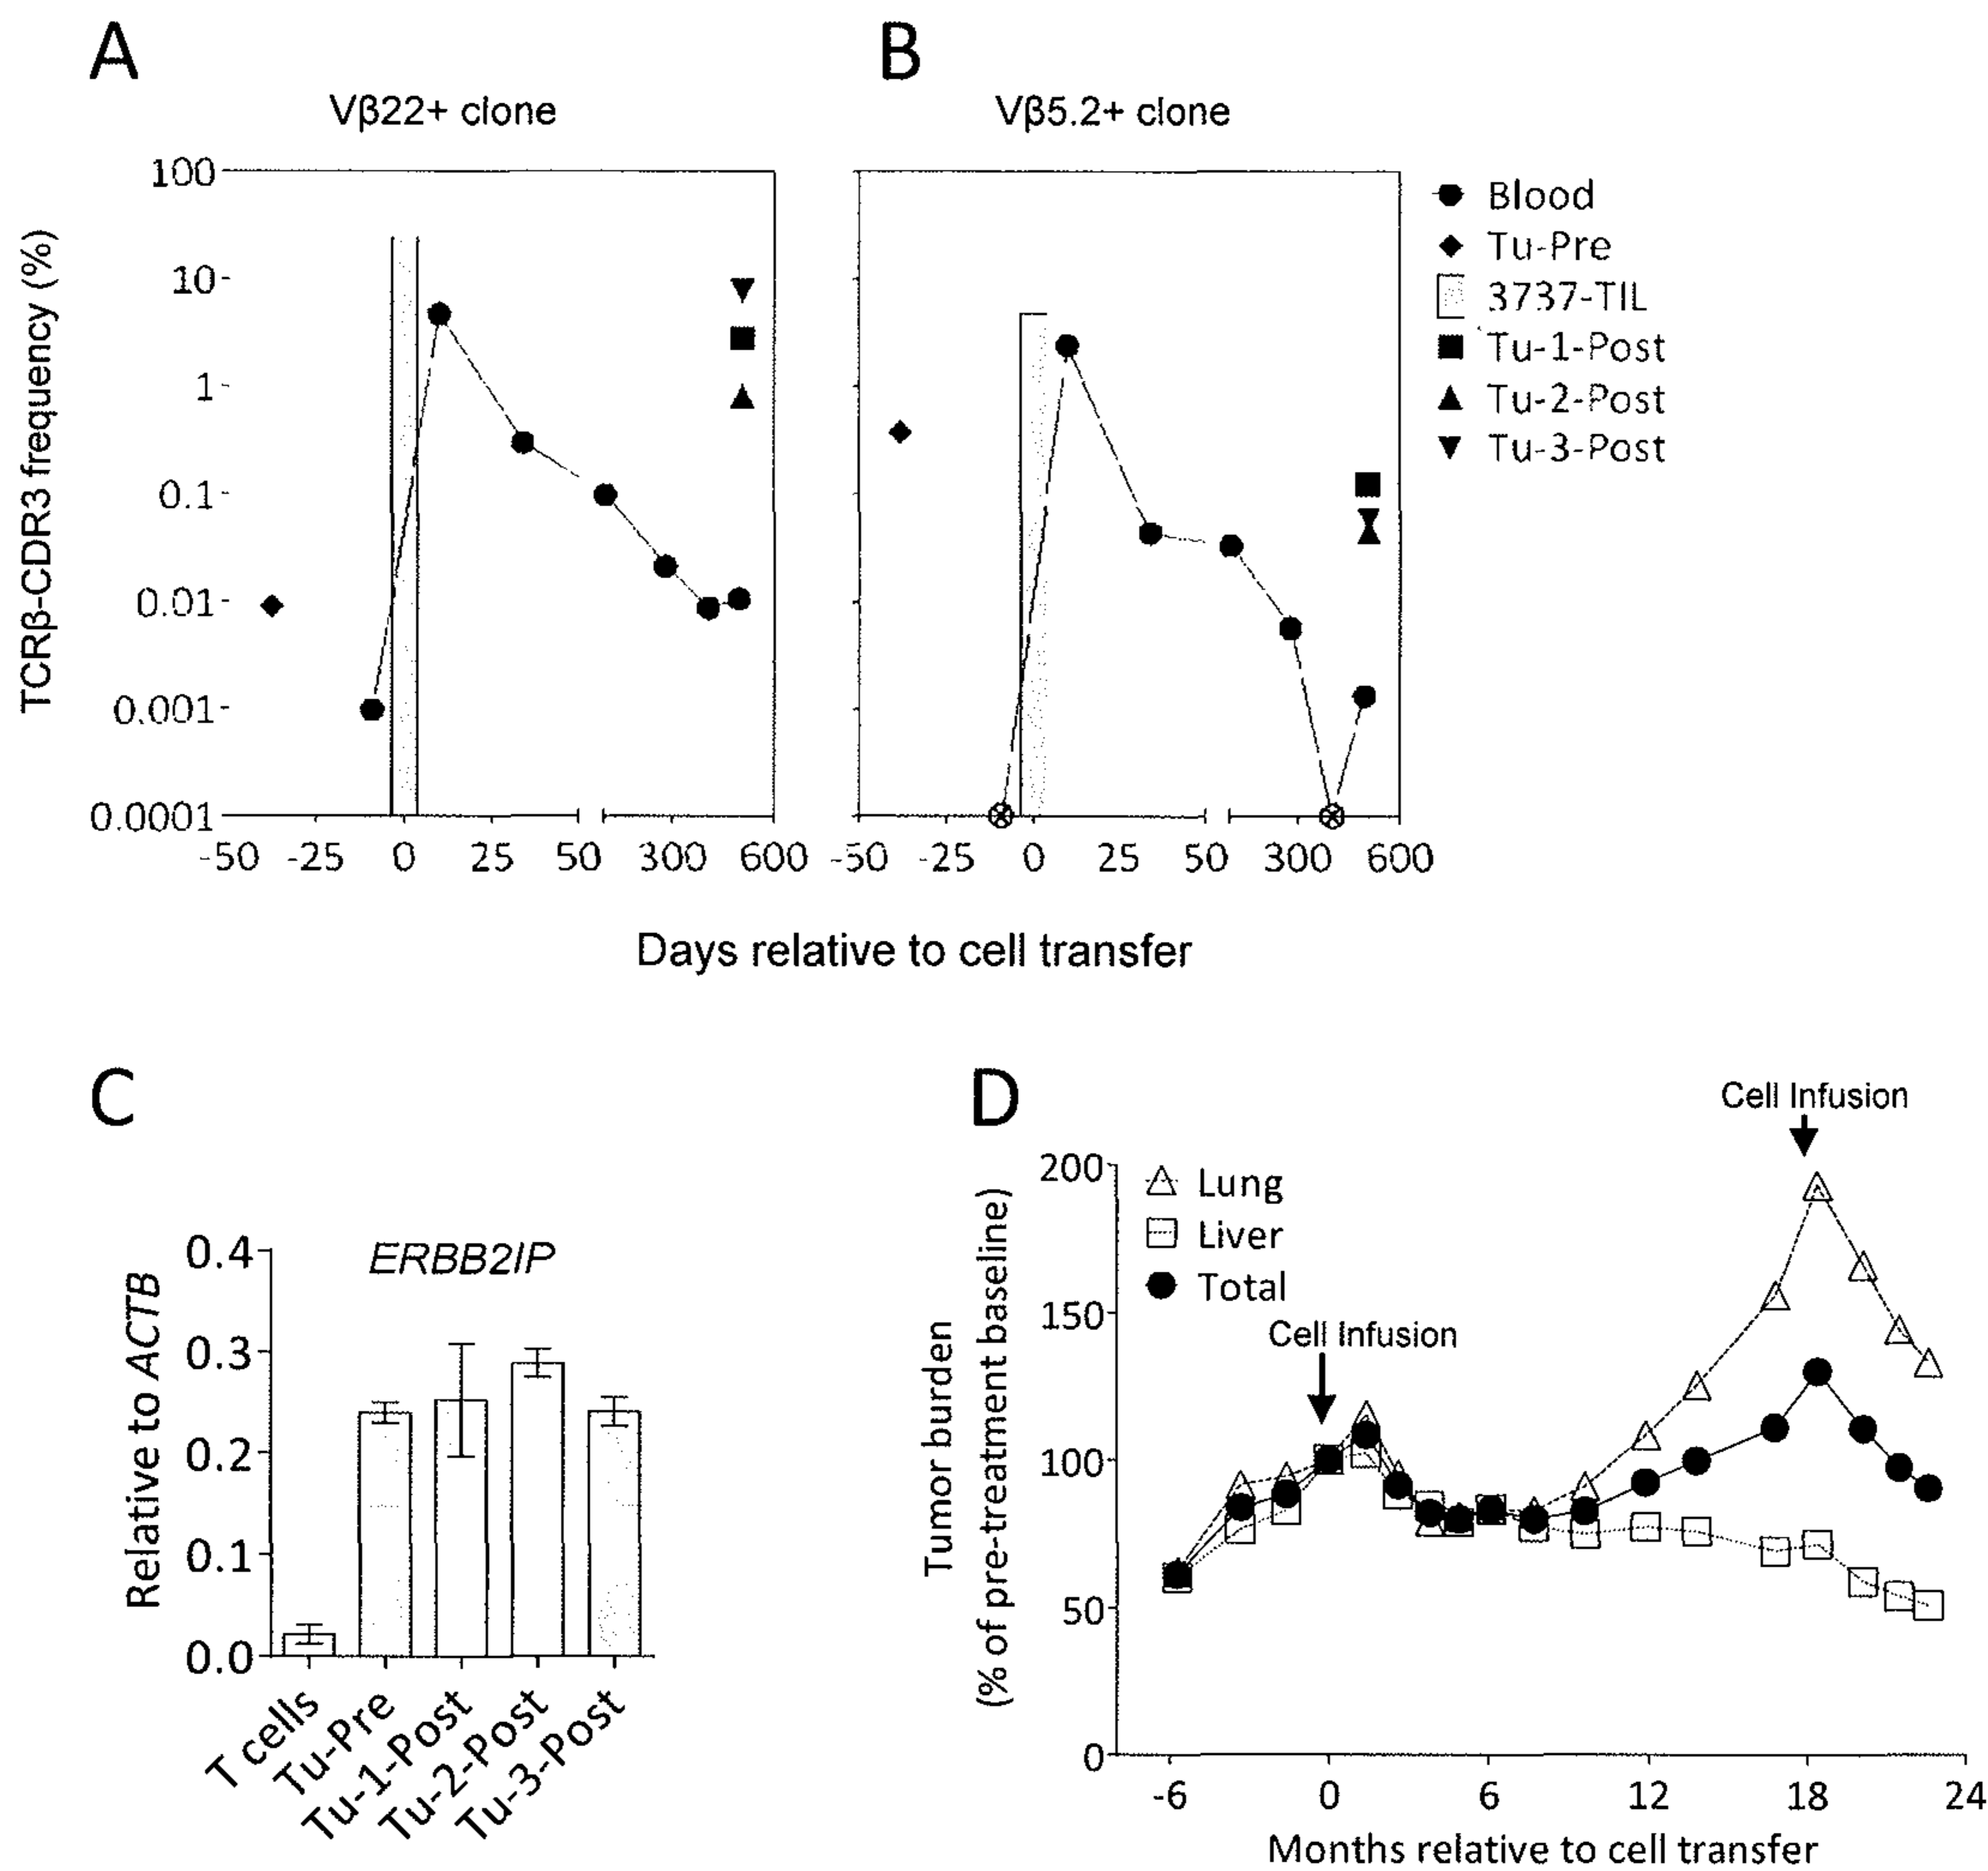 A
B
Vβ22+ clone
Vβ5.2+ clone
TCRβ-CDR3 frequency (%)
100
10
1
0.1
0.01
0.001
0.0001
-50 -25 0 25 50 300 600
-50 -25 0 25 50 300 600
Blood
Tu-Pre
3737-TIL
Tu-1-Post
Tu-2-Post
Tu-3-Post
Days relative to cell transfer
C
ERBB2IP
Relative to ACTB
0.4
0.3
0.2
0.1
0.0
T cells
Tu-Pre
Tu-1-Post
Tu-2-Post
Tu-3-Post
D
Cell Infusion
Lung
Liver
Total
Cell Infusion
Tumor burden
(% of pre-treatment baseline)
200
150
100
50
0
-6 0 6 12 18 24
Months relative to cell transfer